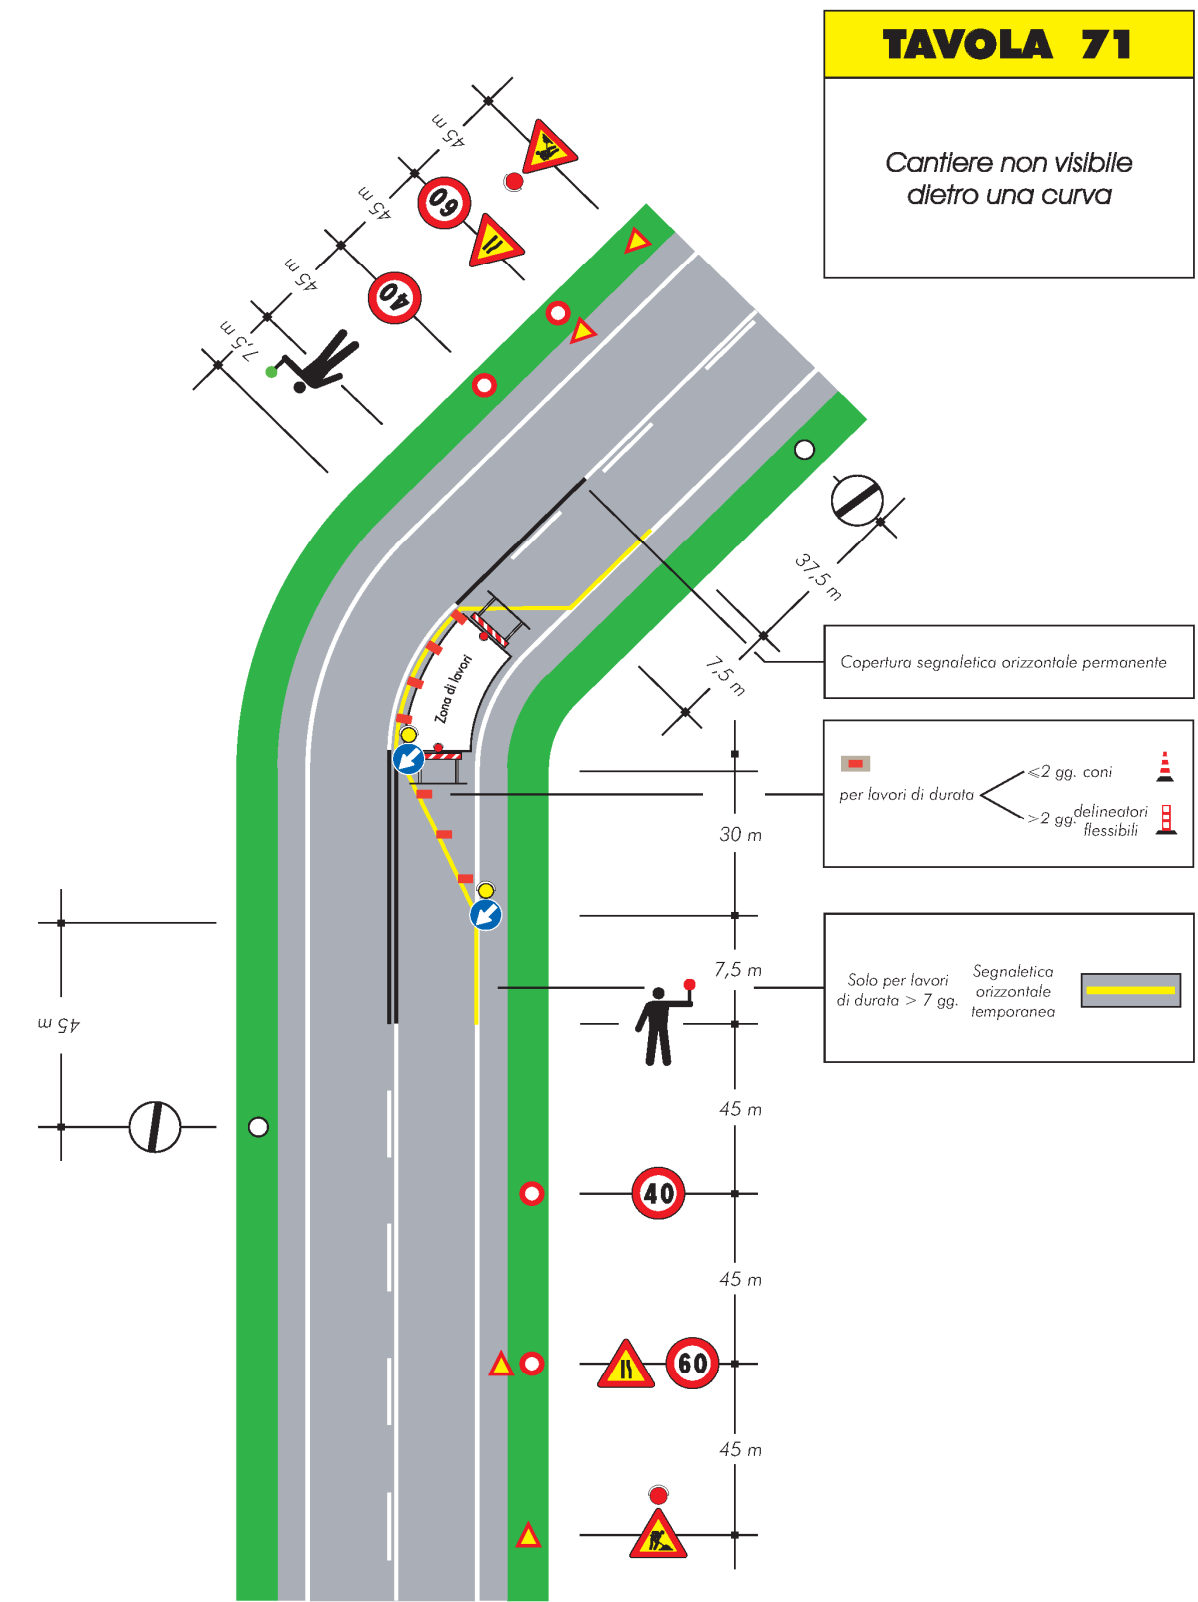 TAVOLA 71
Cantiere non visibile
dietro una curva
45 m
45 m
60
45 m
40
7,5 m
37,5 m
7,5 m
Copertura segnaletica orizzontale permanente
Zona di lavori
30 m
per lavori di durata
⩽2 gg. coni
>2 gg. delineatori
flessibili
7,5 m
Solo per lavori
di durata > 7 gg.
Segnaletica
orizzontale
temporanea
45 m
45 m
40
45 m
60
45 m